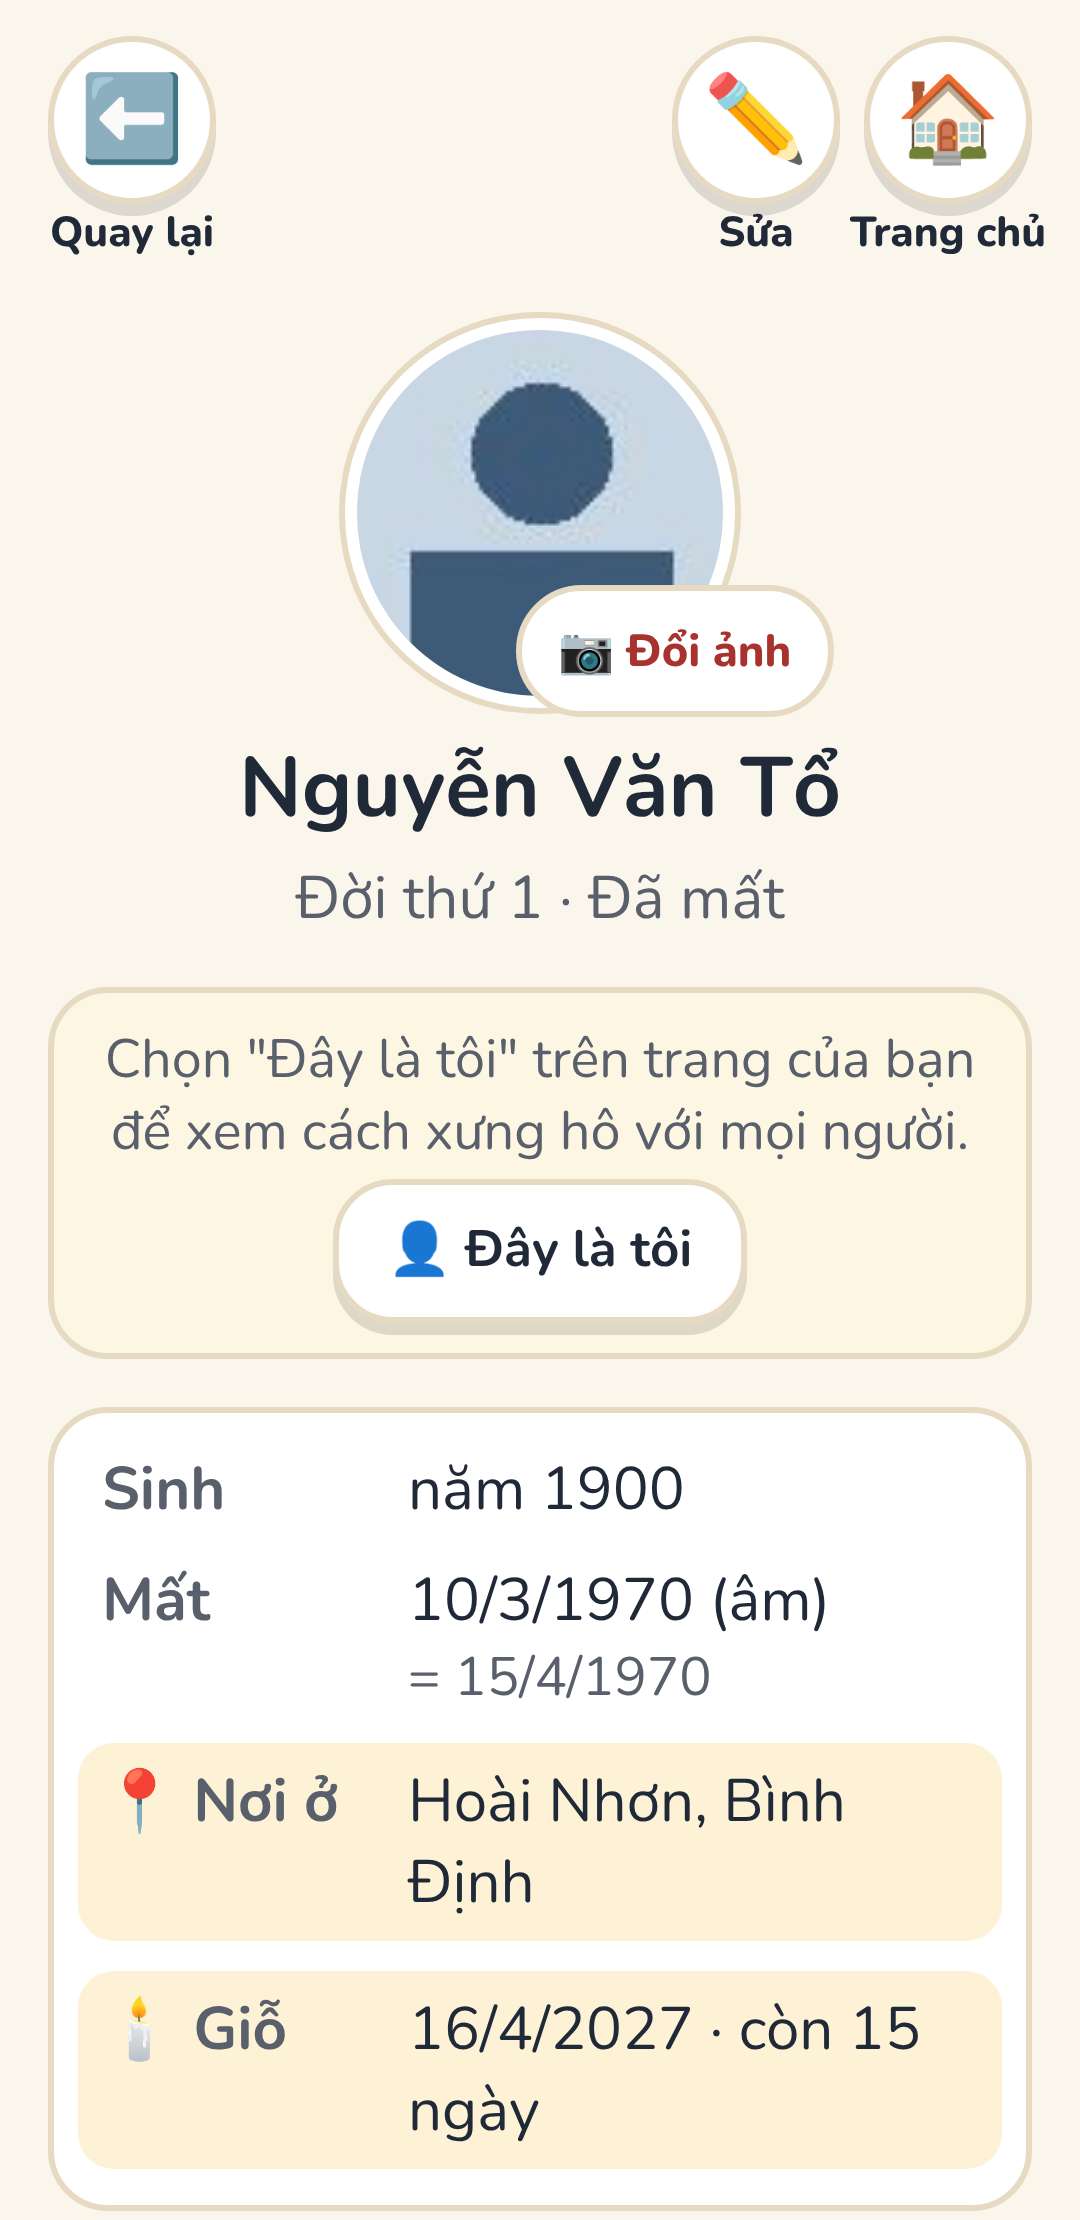 Quay lại
Sửa
Trang chủ
Đổi ảnh
Nguyễn Văn Tổ
Đời thứ 1 · Đã mất
Chọn "Đây là tôi" trên trang của bạn
để xem cách xưng hô với mọi người.
Đây là tôi
Sinh năm 1900
Mất 10/3/1970 (âm)
= 15/4/1970
Nơi ở Hoài Nhơn, Bình
Định
Giỗ 16/4/2027 · còn 15
ngày